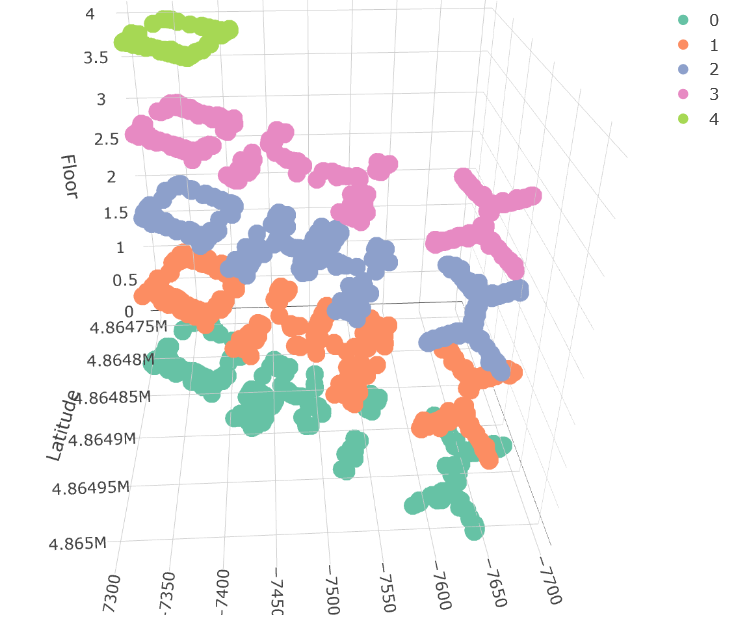 4
3.5
3
2.5
2
1.5
1
0.5
0
Floor
4.86475M
4.8648M
4.86485M
4.8649M
4.86495M
4.865M
Latitude
7300
−7350
−7400
−7450
−7500
−7550
−7600
−7650
−7700
0
1
2
3
4